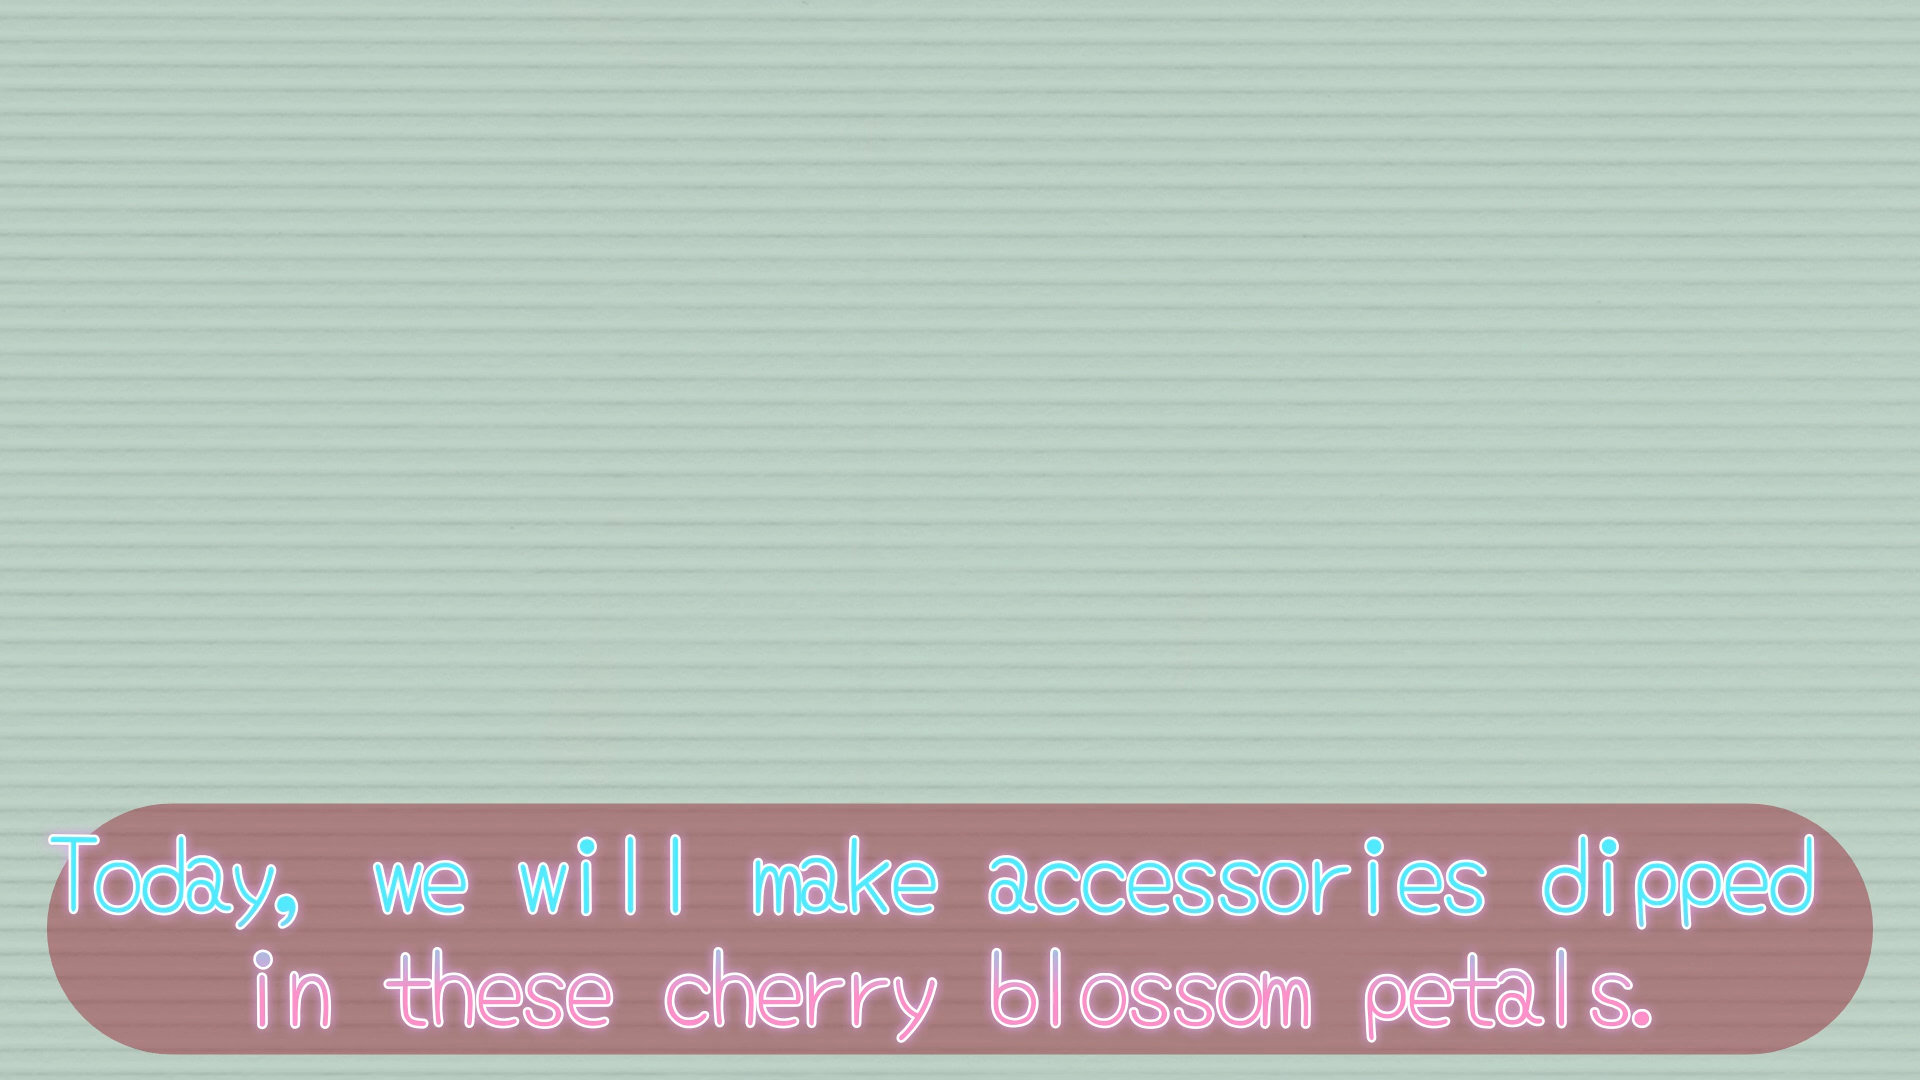 Today, we will make accessories dipped
in these cherry blossom petals.